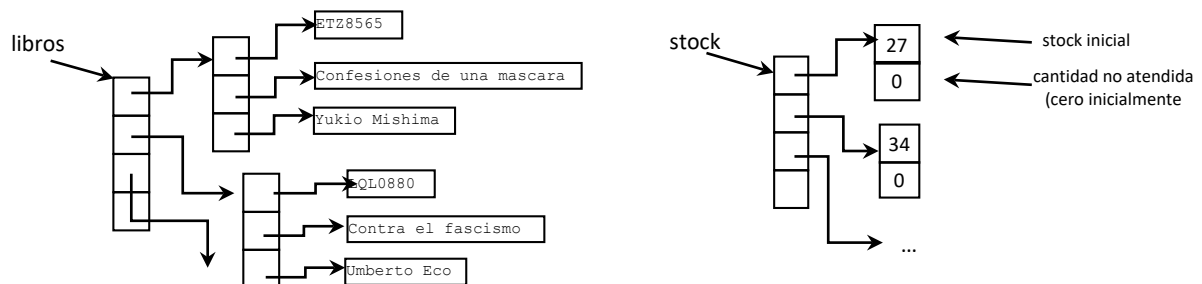 libros
ETZ8565
Confesiones de una mascara
Yukio Mishima
LQL0880
Contra el fascismo
Umberto Eco
stock
27
0
34
0
...
stock inicial
cantidad no atendida
(cero inicialmente